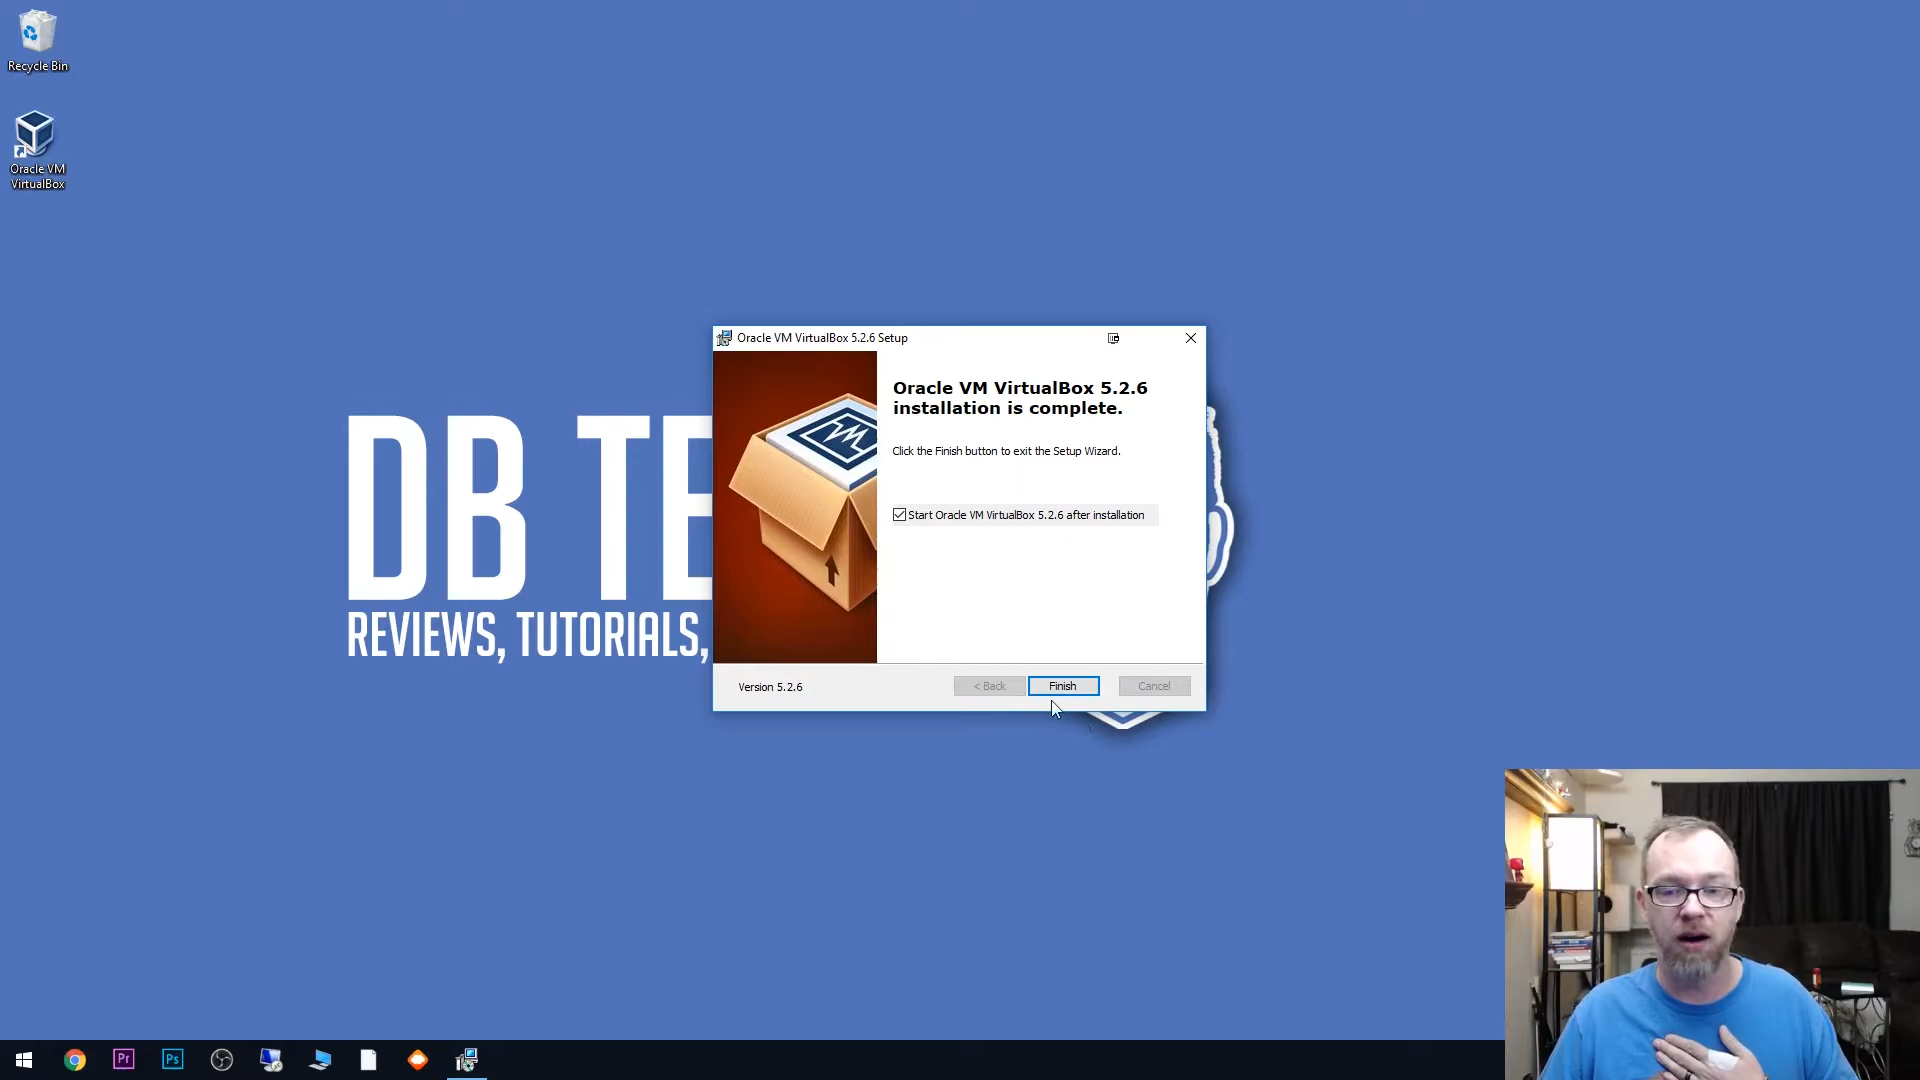 Recycle Bin
Oracle VM
VirtualBox
DB TE
REVIEWS, TUTORIALS,
Oracle VM VirtualBox 5.2.6 Setup
Oracle VM VirtualBox 5.2.6
installation is complete.
Click the Finish button to exit the Setup Wizard.
Start Oracle VM VirtualBox 5.2.6 after installation
Version 5.2.6
< Back
Finish
Cancel
Pr
Ps